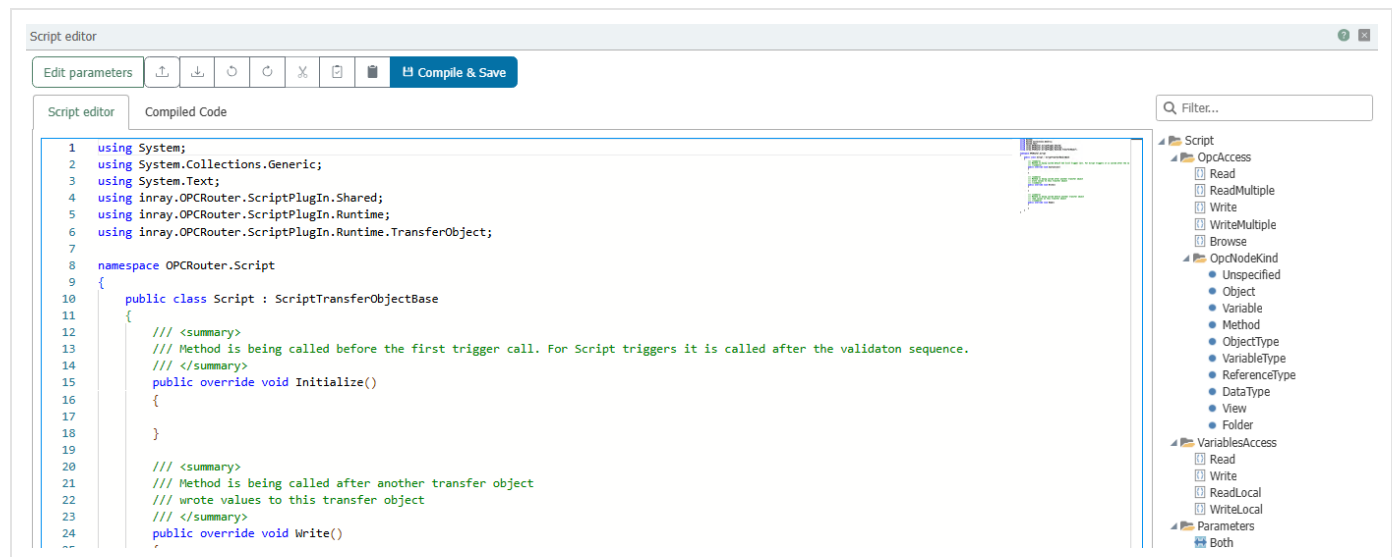 Script editor
Edit parameters
Compile & Save
Script editor
Compiled Code
Filter...
1 using System;
2 using System.Collections.Generic;
3 using System.Text;
4 using inray.OPCRouter.ScriptPlugIn.Shared;
5 using inray.OPCRouter.ScriptPlugIn.Runtime;
6 using inray.OPCRouter.ScriptPlugIn.Runtime.TransferObject;
7
8 namespace OPCRouter.Script
9 {
10 public class Script : ScriptTransferObjectBase
11 {
12 /// <summary>
13 /// Method is being called before the first trigger call. For Script triggers it is called after the validaton sequence.
14 /// </summary>
15 public override void Initialize()
16 {
17
18 }
19
20 /// <summary>
21 /// Method is being called after another transfer object
22 /// wrote values to this transfer object
23 /// </summary>
24 public override void Write()
Script
OpcAccess
Read
ReadMultiple
Write
WriteMultiple
Browse
OpcNodeKind
Unspecified
Object
Variable
Method
ObjectType
VariableType
ReferenceType
DataType
View
Folder
VariablesAccess
Read
Write
ReadLocal
WriteLocal
Parameters
Both